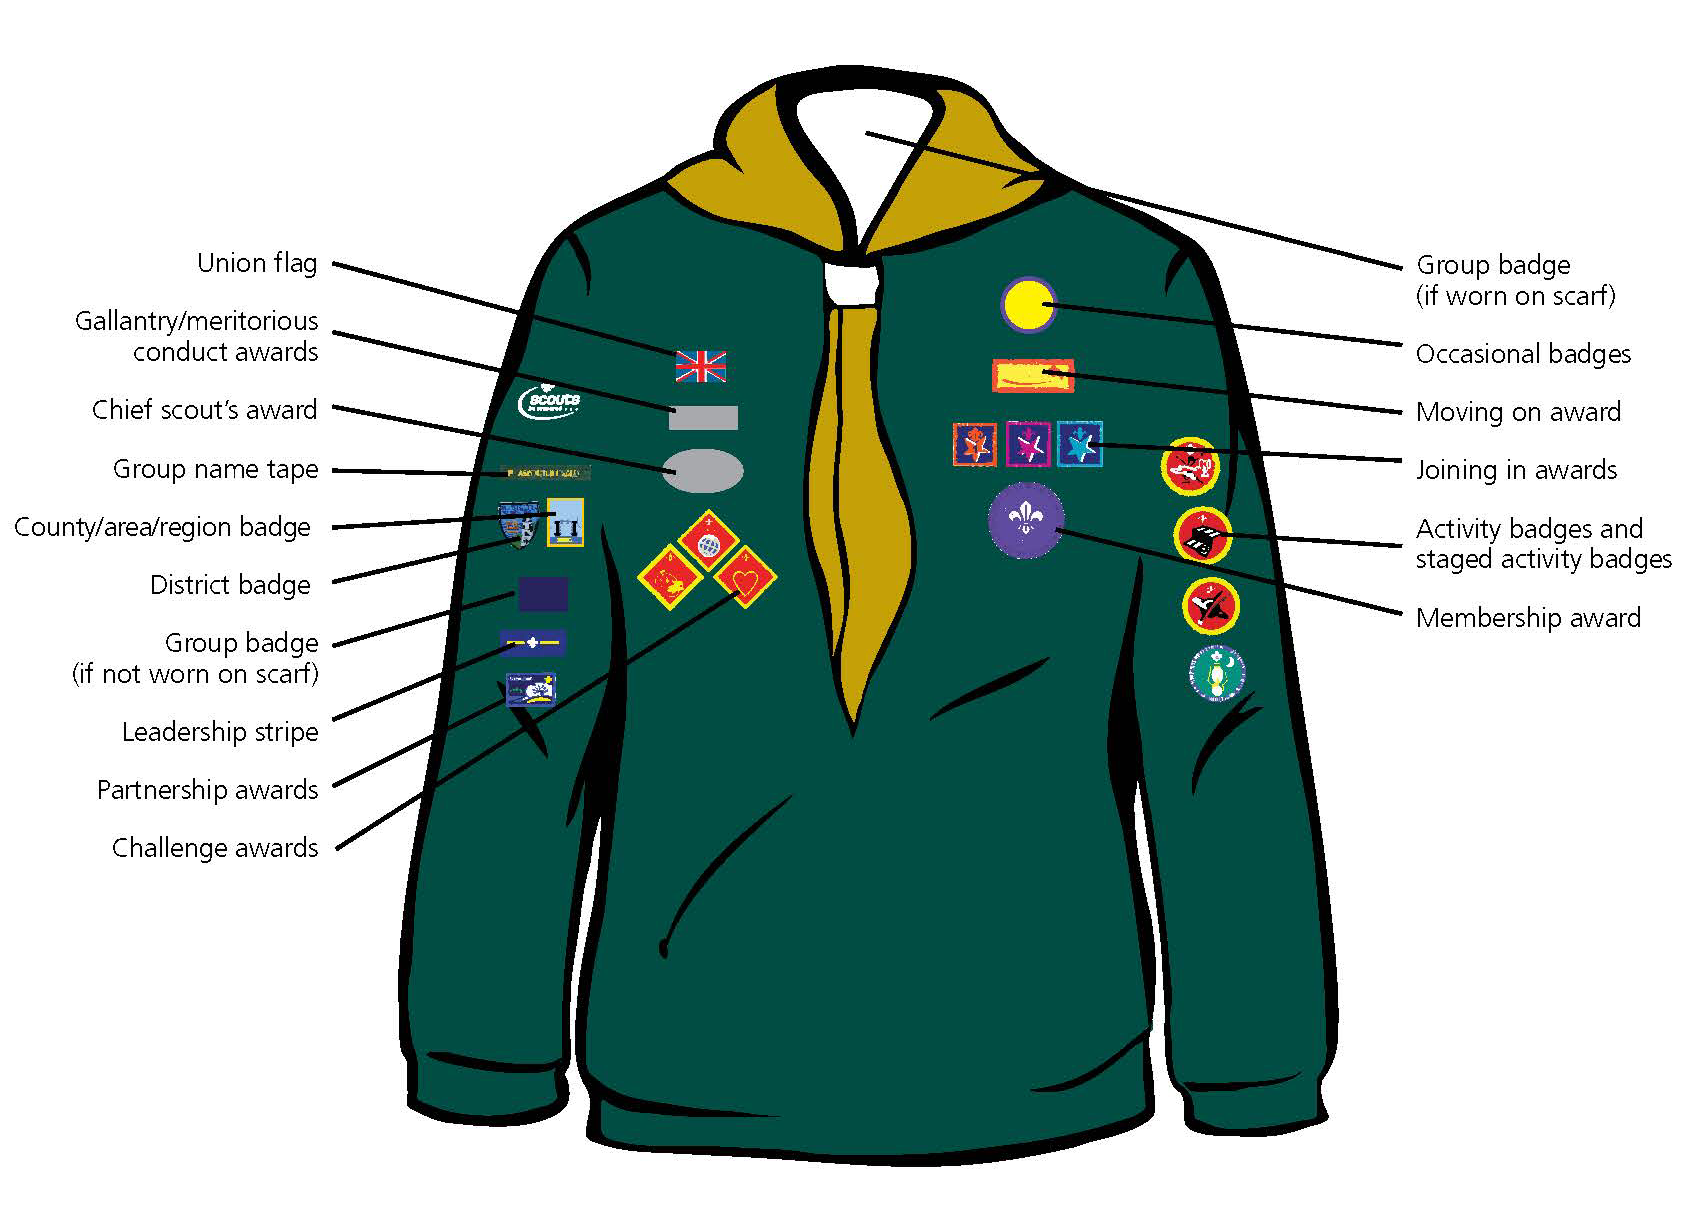 Union flag
Gallantry/meritorious
conduct awards
Chief scout's award
Group name tape
County/area/region badge
District badge
Group badge
(if not worn on scarf)
Leadership stripe
Partnership awards
Challenge awards
scouts
be prepared...
Group badge
(if worn on scarf)
Occasional badges
Moving on award
Joining in awards
Activity badges and
staged activity badges
Membership award